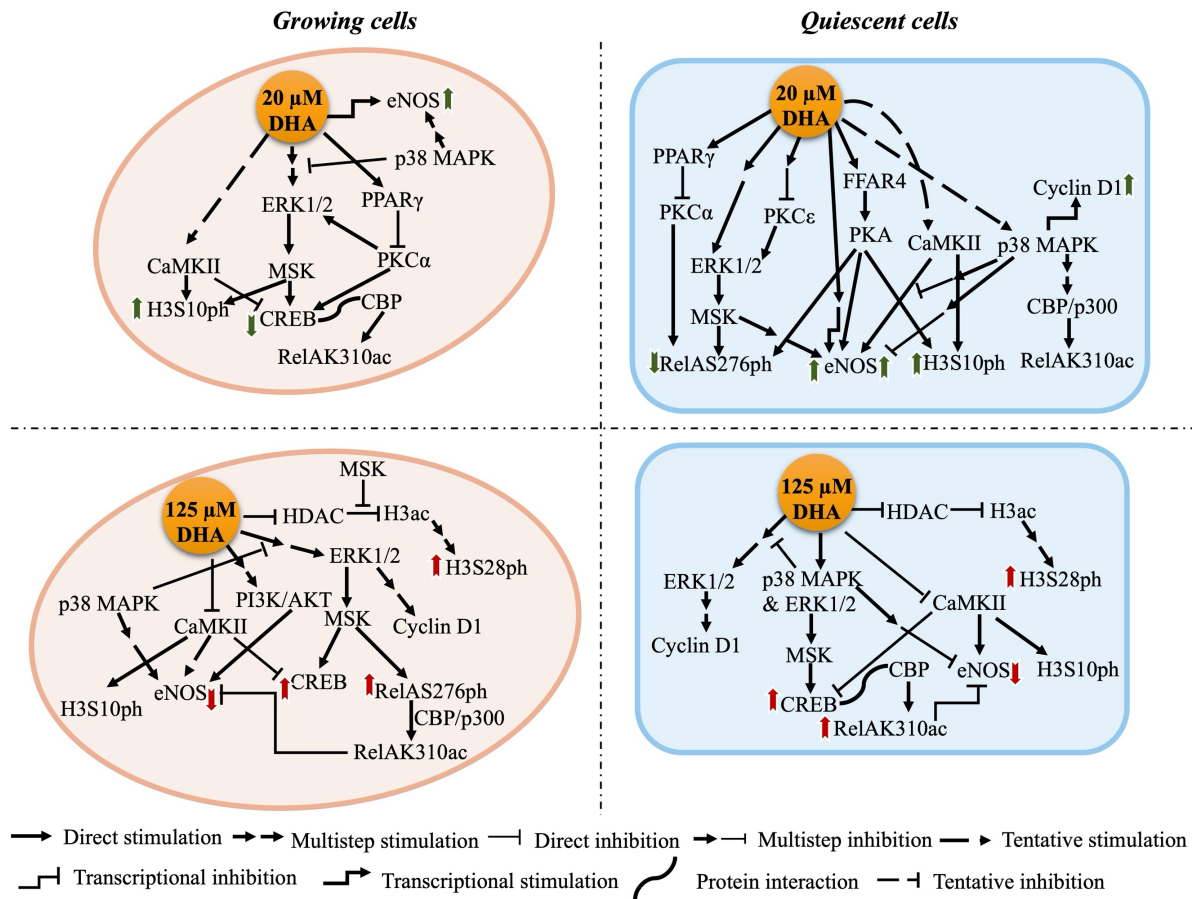 Growing cells
Quiescent cells
20 µM
DHA
eNOS
p38 MAPK
ERK1/2
PPARγ
CaMKII
MSK
PKCα
H3S10ph
CREB
CBP
RelAK310ac
20 µM
DHA
PPARγ
FFAR4
Cyclin D1
PKCα
PKCε
PKA
CaMKII
p38 MAPK
ERK1/2
CBP/p300
MSK
RelAS276ph
eNOS
H3S10ph
RelAK310ac
MSK
125 µM
DHA
HDAC
H3ac
ERK1/2
H3S28ph
p38 MAPK
PI3K/AKT
CaMKII
MSK
Cyclin D1
H3S10ph
eNOS
CREB
RelAS276ph
CBP/p300
RelAK310ac
125 µM
DHA
HDAC
H3ac
ERK1/2
p38 MAPK
& ERK1/2
H3S28ph
CaMKII
Cyclin D1
MSK
CBP
eNOS
H3S10ph
CREB
RelAK310ac
Direct stimulation
Multistep stimulation
Direct inhibition
Multistep inhibition
Tentative stimulation
Transcriptional inhibition
Transcriptional stimulation
Protein interaction
Tentative inhibition